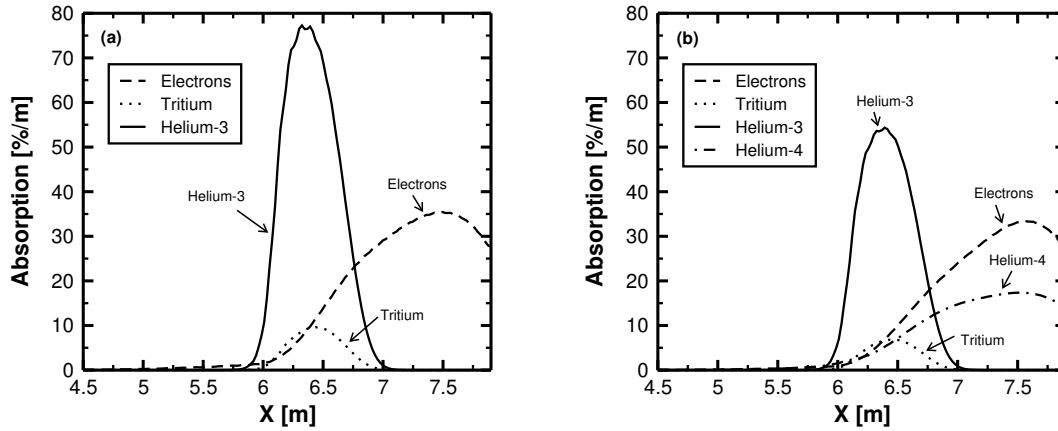 (a)
Electrons
Tritium
Helium-3
Helium-3
Electrons
Tritium
80
70
60
50
40
30
20
10
0
4.5 5 5.5 6 6.5 7 7.5
X [m]
Absorption [%/m]
(b)
Electrons
Tritium
Helium-3
Helium-4
Helium-3
Electrons
Helium-4
Tritium
80
70
60
50
40
30
20
10
0
4.5 5 5.5 6 6.5 7 7.5
X [m]
Absorption [%/m]